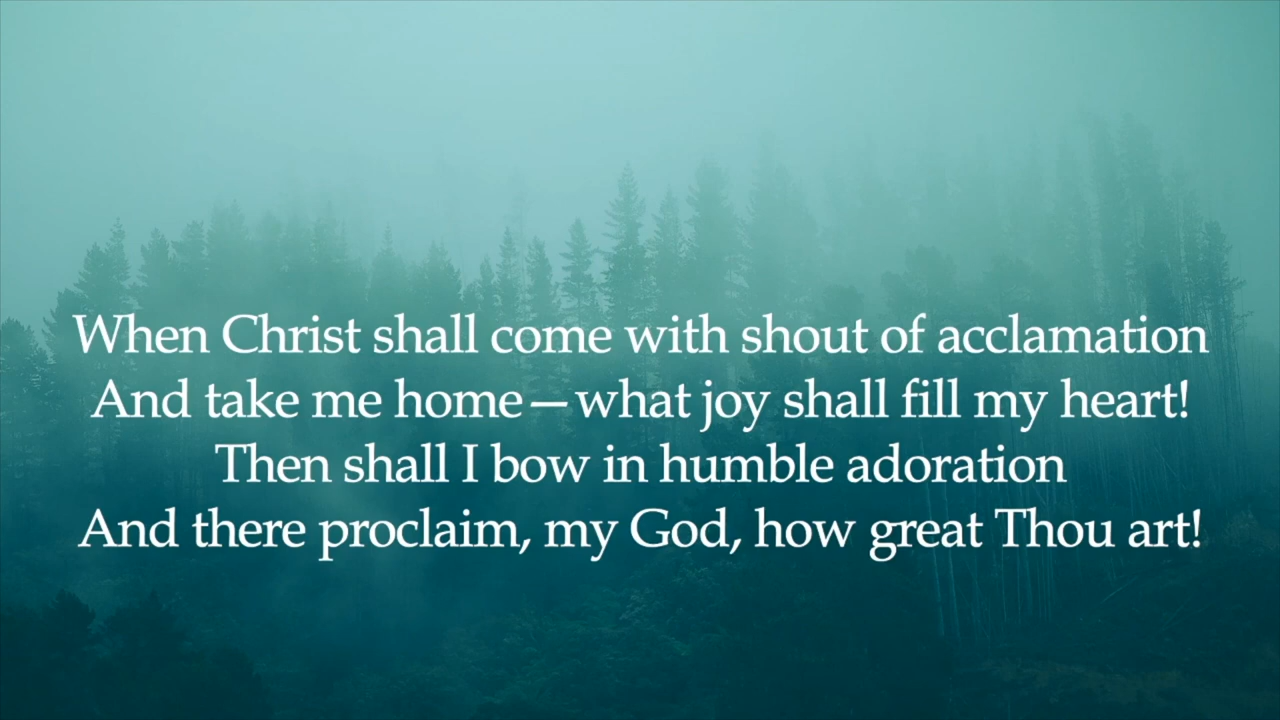 When Christ shall come with shout of acclamation
And take me home—what joy shall fill my heart!
Then shall I bow in humble adoration
And there proclaim, my God, how great Thou art!